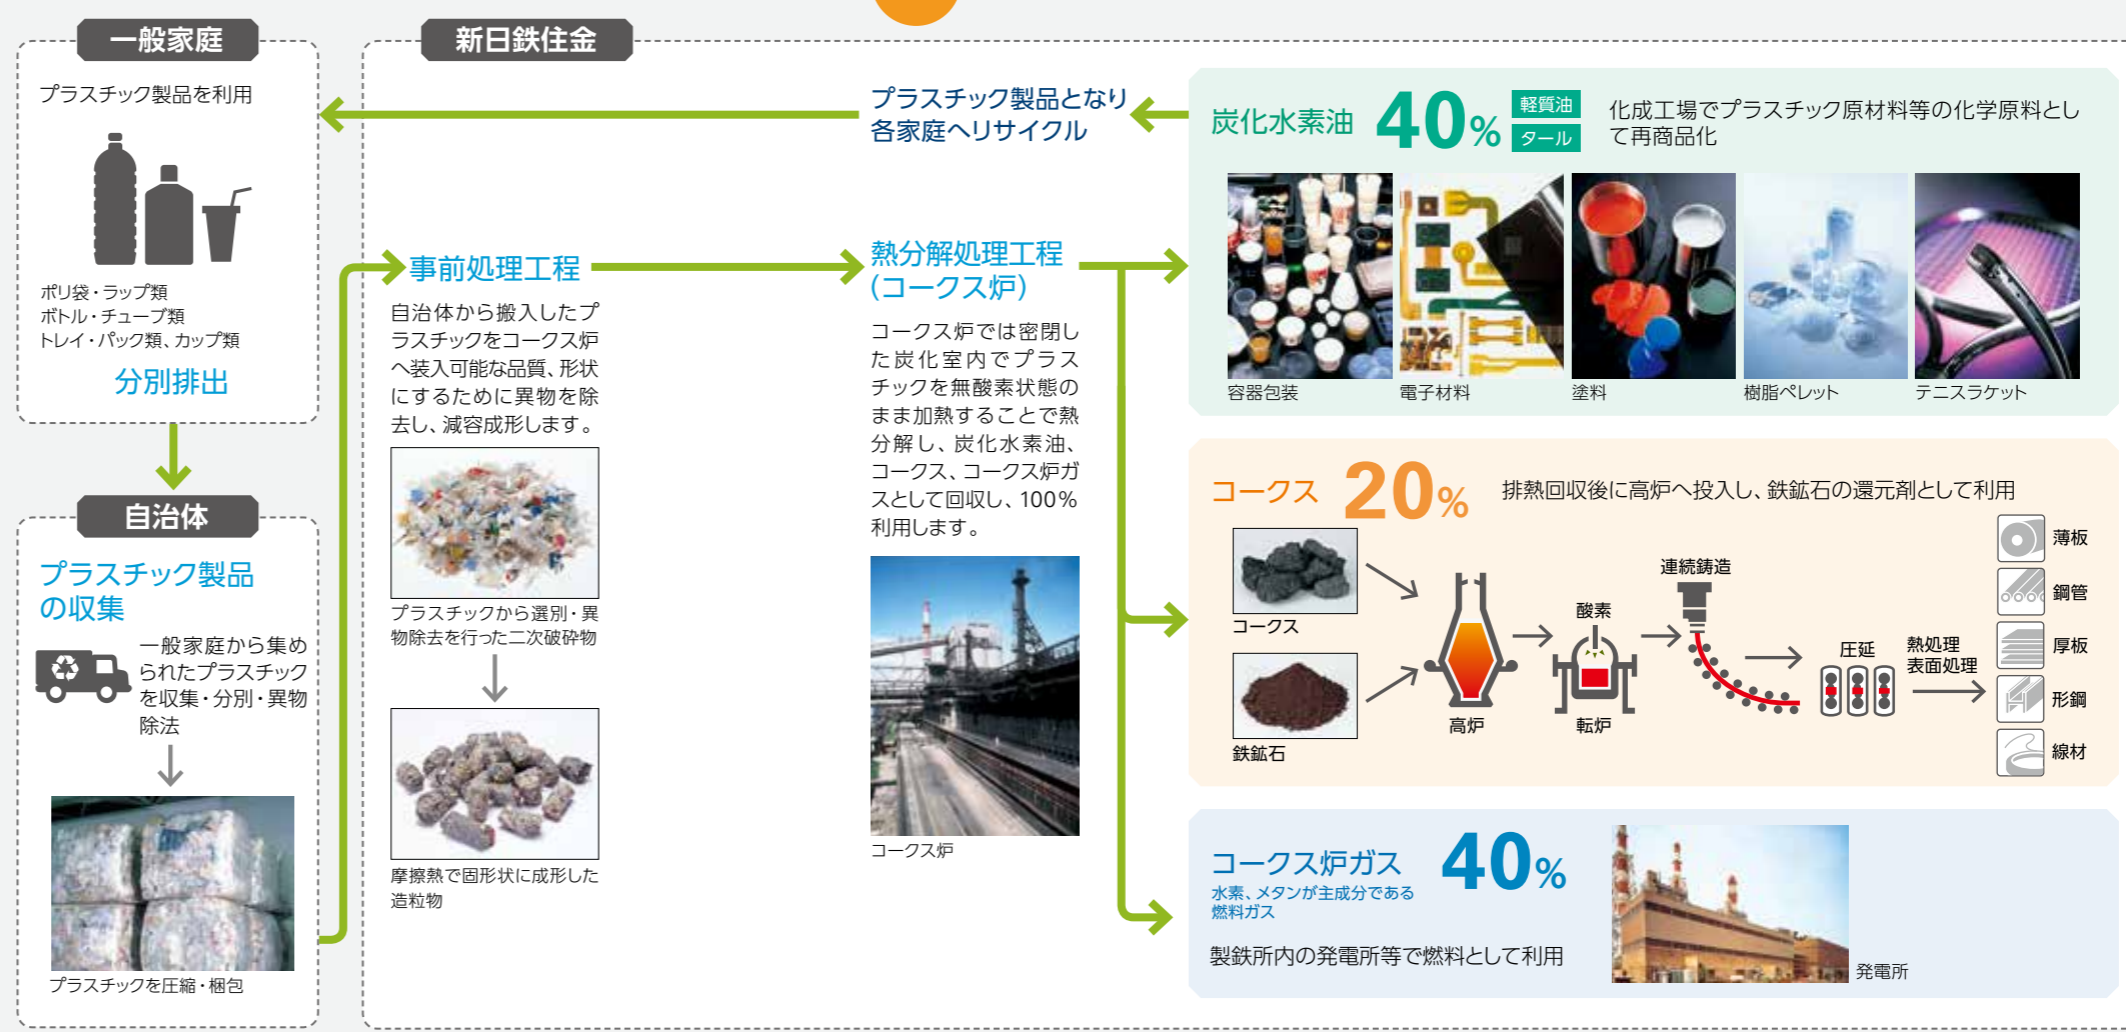 一般家庭
プラスチック製品を利用
ポリ袋・ラップ類
ボトル・チューブ類
トレイ・パック類、カップ類
分別排出
自治体
プラスチック製品
の収集
一般家庭から集め
られたプラスチック
を収集・分別・異物
除法
プラスチックを圧縮・梱包
新日鉄住金
事前処理工程
自治体から搬入したプ
ラスチックをコークス炉
へ装入可能な品質、形状
にするために異物を除
去し、減容成形します。
プラスチックから選別・異
物除去を行った二次破砕物
摩擦熱で固形状に成形した
造粒物
プラスチック製品となり
各家庭へリサイクル
熱分解処理工程
(コークス炉)
コークス炉では密閉し
た炭化室内でプラス
チックを無酸素状態の
まま加熱することで熱
分解し、炭化水素油、
コークス、コークス炉ガ
スとして回収し、100%
利用します。
コークス炉
炭化水素油 40%
軽質油
タール
化成工場でプラスチック原材料等の化学原料とし
て再商品化
容器包装
電子材料
塗料
樹脂ペレット
テニスラケット
コークス 20%
排熱回収後に高炉へ投入し、鉄鉱石の還元剤として利用
コークス
鉄鉱石
高炉
酸素
転炉
連続鋳造
圧延
熱処理
表面処理
薄板
鋼管
厚板
形鋼
線材
コークス炉ガス 40%
水素、メタンが主成分である
燃料ガス
製鉄所内の発電所等で燃料として利用
発電所